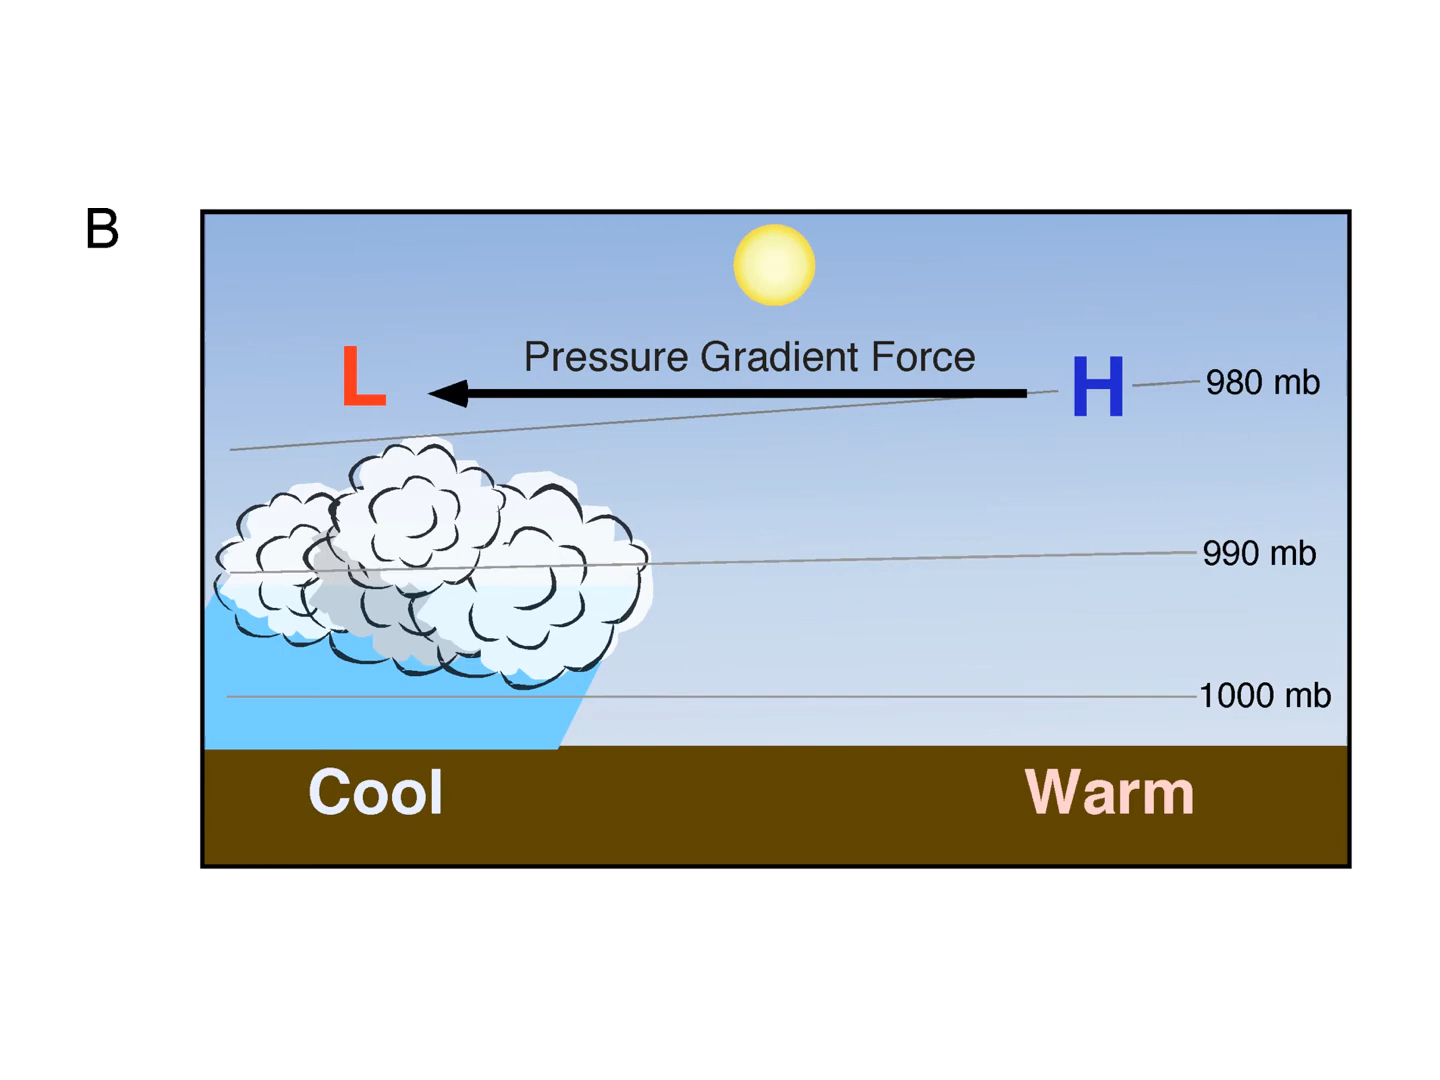 B
Pressure Gradient Force
L
H
980 mb
990 mb
1000 mb
Cool
Warm